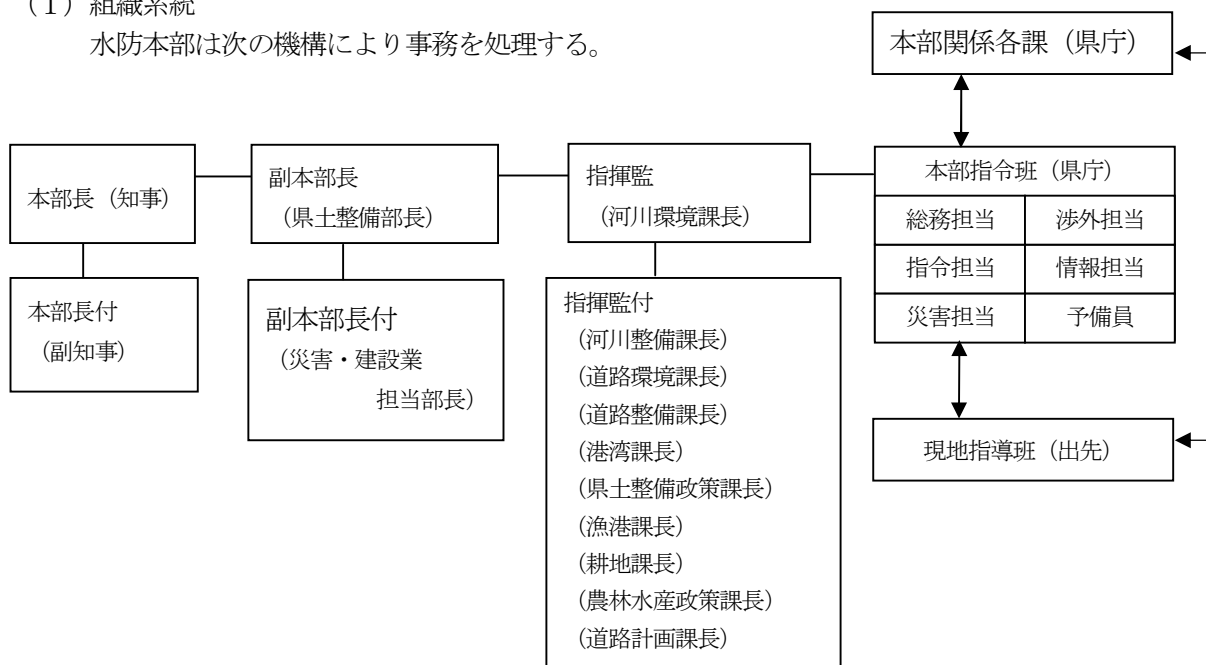 （1）組織系統
水防本部は次の機構により事務を処理する。
本部関係各課（県庁）
本部長（知事）
副本部長
（県土整備部長）
指揮監
（河川環境課長）
本部指令班（県庁）
総務担当
渉外担当
指令担当
情報担当
災害担当
予備員
本部長付
（副知事）
副本部長付
（災害・建設業
担当部長）
指揮監付
（河川整備課長）
（道路環境課長）
（道路整備課長）
（港湾課長）
（県土整備政策課長）
（漁港課長）
（耕地課長）
（農林水産政策課長）
（道路計画課長）
現地指導班（出先）